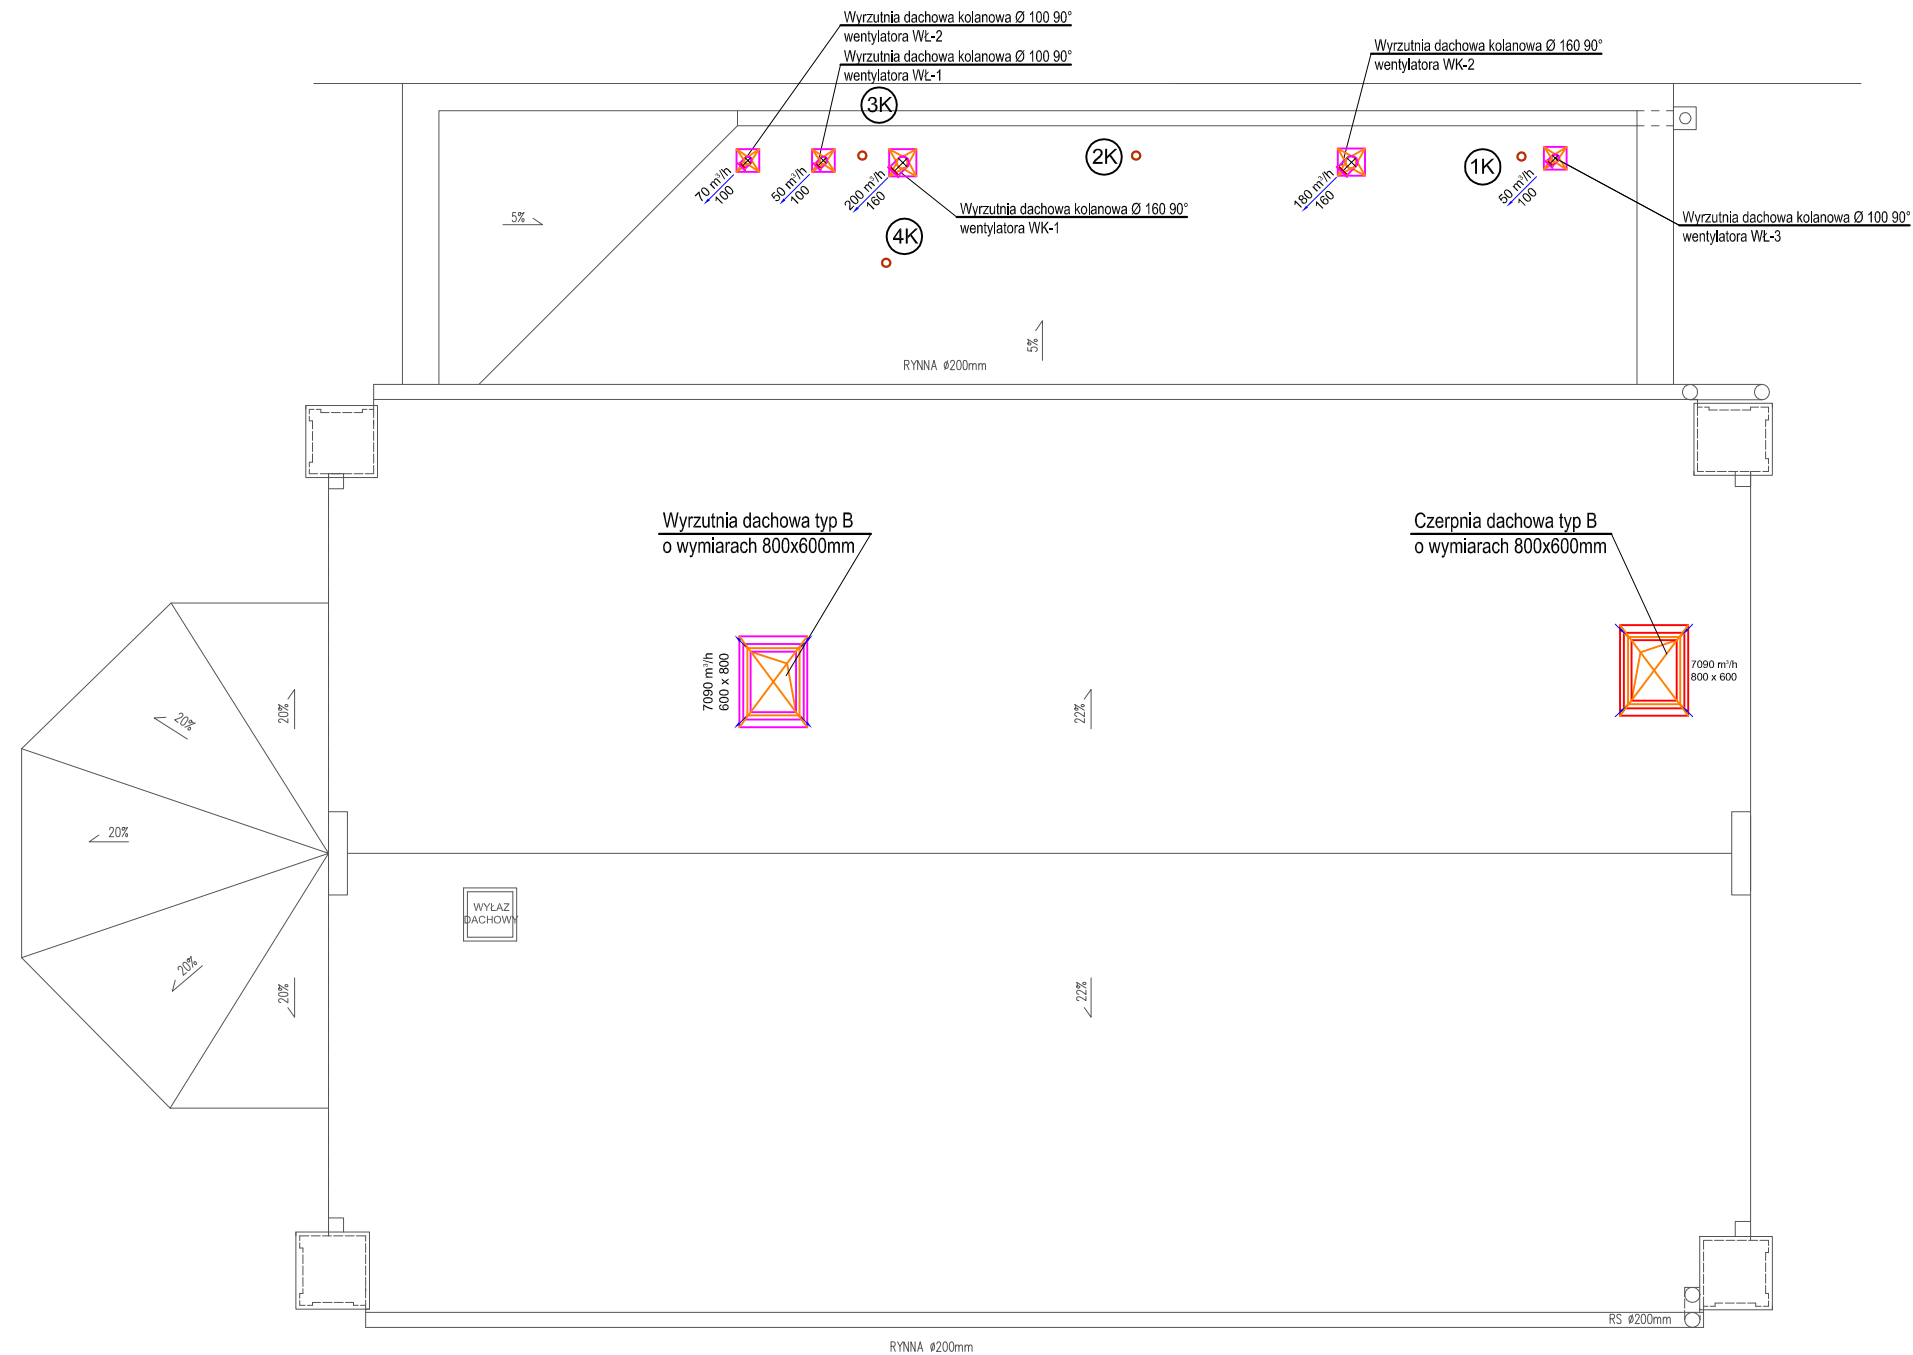 Wyrzutnia dachowa kolanowa Ø 100 90°
wentylatora WŁ-2
Wyrzutnia dachowa kolanowa Ø 100 90°
wentylatora WŁ-1
Wyrzutnia dachowa kolanowa Ø 160 90°
wentylatora WK-2
3K
2K
1K
70 m³/h
100
50 m³/h
100
200 m³/h
160
180 m³/h
160
50 m³/h
100
Wyrzutnia dachowa kolanowa Ø 160 90°
wentylatora WK-1
Wyrzutnia dachowa kolanowa Ø 100 90°
wentylatora WŁ-3
4K
5%
5%
RYNNA ø200mm
Wyrzutnia dachowa typ B
o wymiarach 800x600mm
Czerpnia dachowa typ B
o wymiarach 800x600mm
7090 m³/h
600 x 800
7090 m³/h
800 x 600
20%
20%
22%
20%
WYŁAZ
DACHOWY
20%
20%
22%
RS ø200mm
RYNNA ø200mm